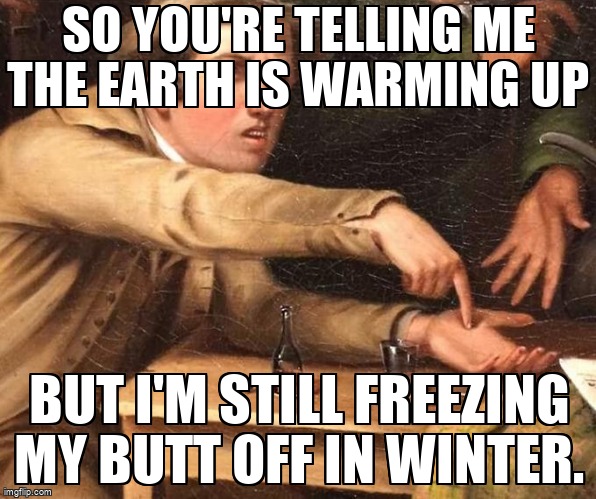 SO YOU'RE TELLING ME
THE EARTH IS WARMING UP
BUT I'M STILL FREEZING
MY BUTT OFF IN WINTER.
imgflip.com